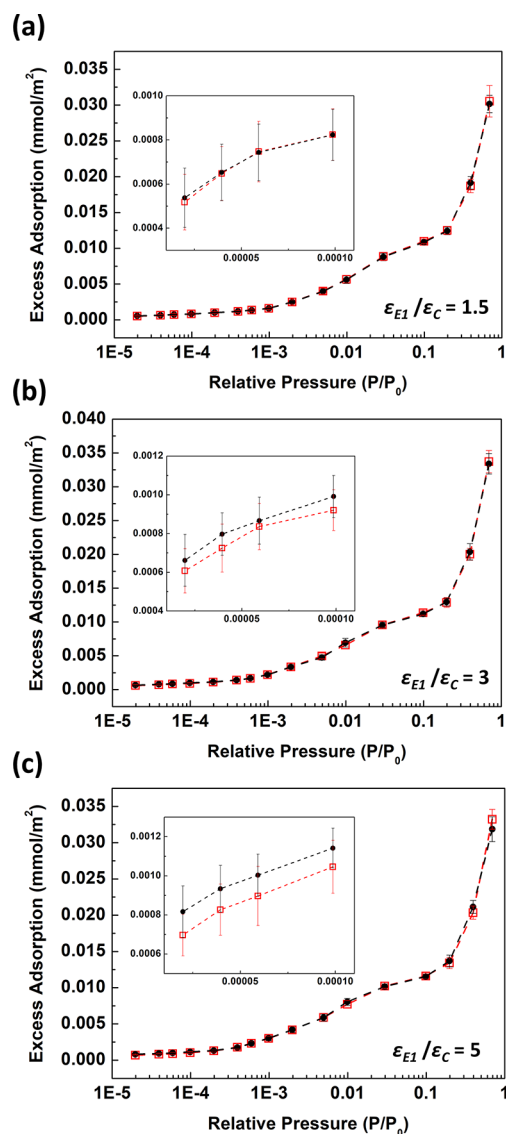 (a)
0.035
0.030
0.025
0.020
0.015
0.010
0.005
0.000
Excess Adsorption (mmol/m²)
0.0010
0.0008
0.0006
0.0004
0.00005 0.00010
ε_E1/ε_C = 1.5
1E-5 1E-4 1E-3 0.01 0.1 1
Relative Pressure (P/P₀)
(b)
0.040
0.035
0.030
0.025
0.020
0.015
0.010
0.005
0.000
Excess Adsorption (mmol/m²)
0.0012
0.0010
0.0008
0.0006
0.0004
0.00005 0.00010
ε_E1/ε_C = 3
1E-5 1E-4 1E-3 0.01 0.1 1
Relative Pressure (P/P₀)
(c)
0.035
0.030
0.025
0.020
0.015
0.010
0.005
0.000
Excess Adsorption (mmol/m²)
0.0012
0.0010
0.0008
0.0006
0.00005 0.00010
ε_E1/ε_C = 5
1E-5 1E-4 1E-3 0.01 0.1 1
Relative Pressure (P/P₀)